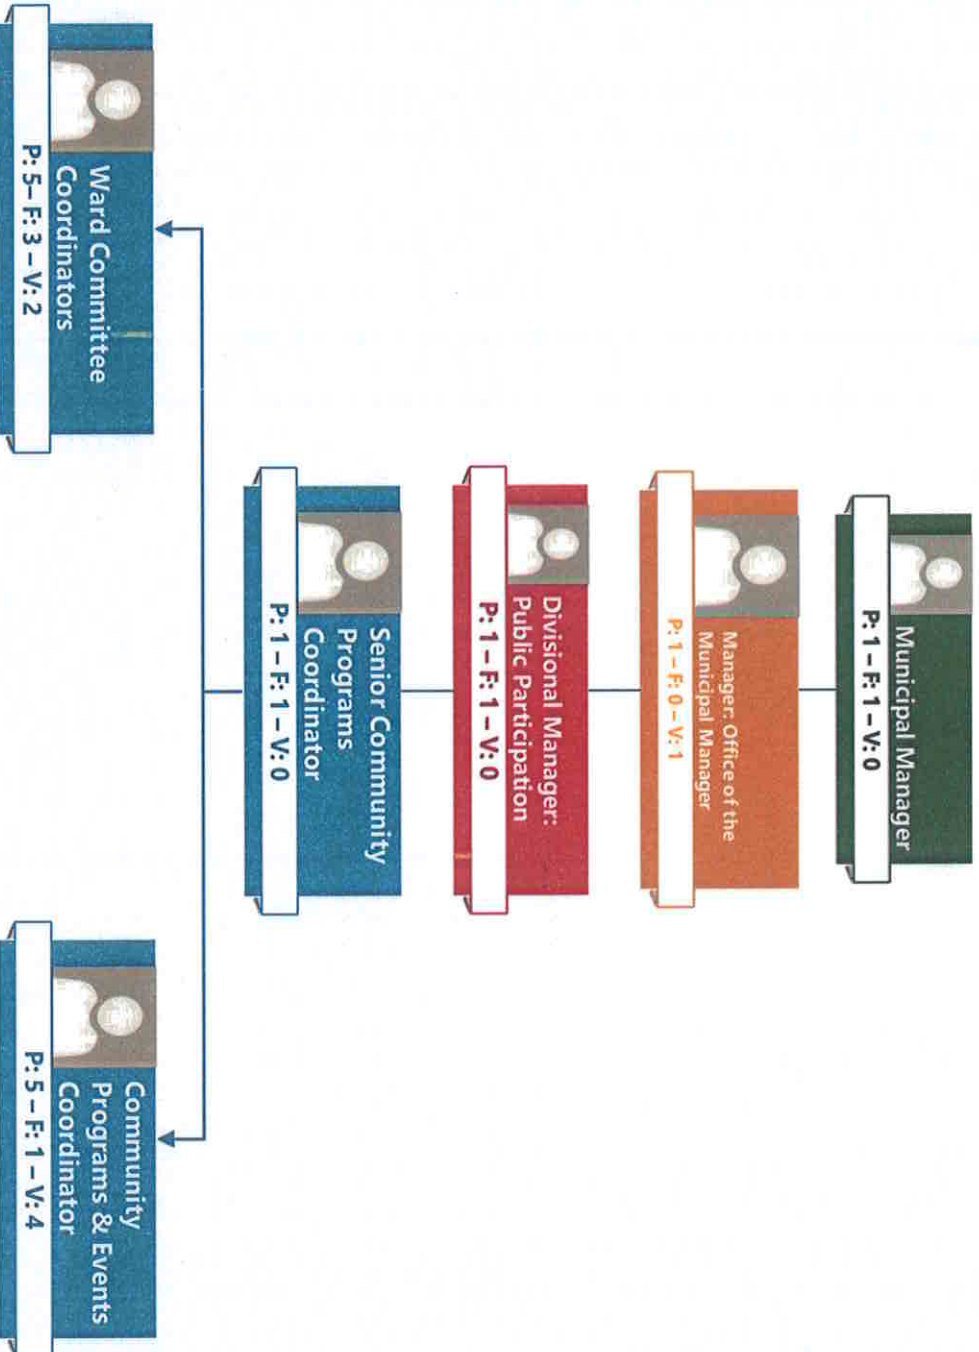 Municipal Manager
P: 1 – F: 1 – V: 0
Manager: Office of the
Municipal Manager
P: 1 – F: 0 – V: 1
Divisional Manager:
Public Participation
P: 1 – F: 1 – V: 0
Senior Community
Programs
Coordinator
P: 1 – F: 1 – V: 0
Ward Committee
Coordinators
P: 5– F: 3 – V: 2
Community
Programs & Events
Coordinator
P: 5 – F: 1 – V: 4